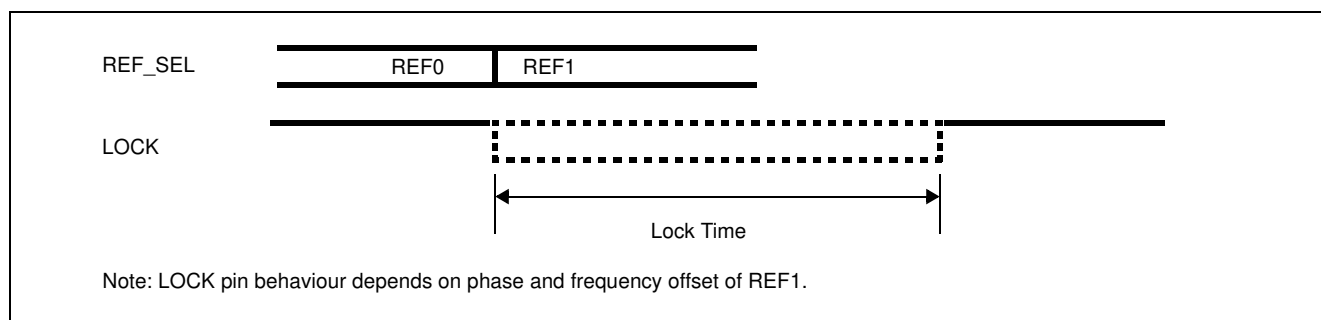 REF_SEL
REF0
REF1
LOCK
Lock Time
Note: LOCK pin behaviour depends on phase and frequency offset of REF1.